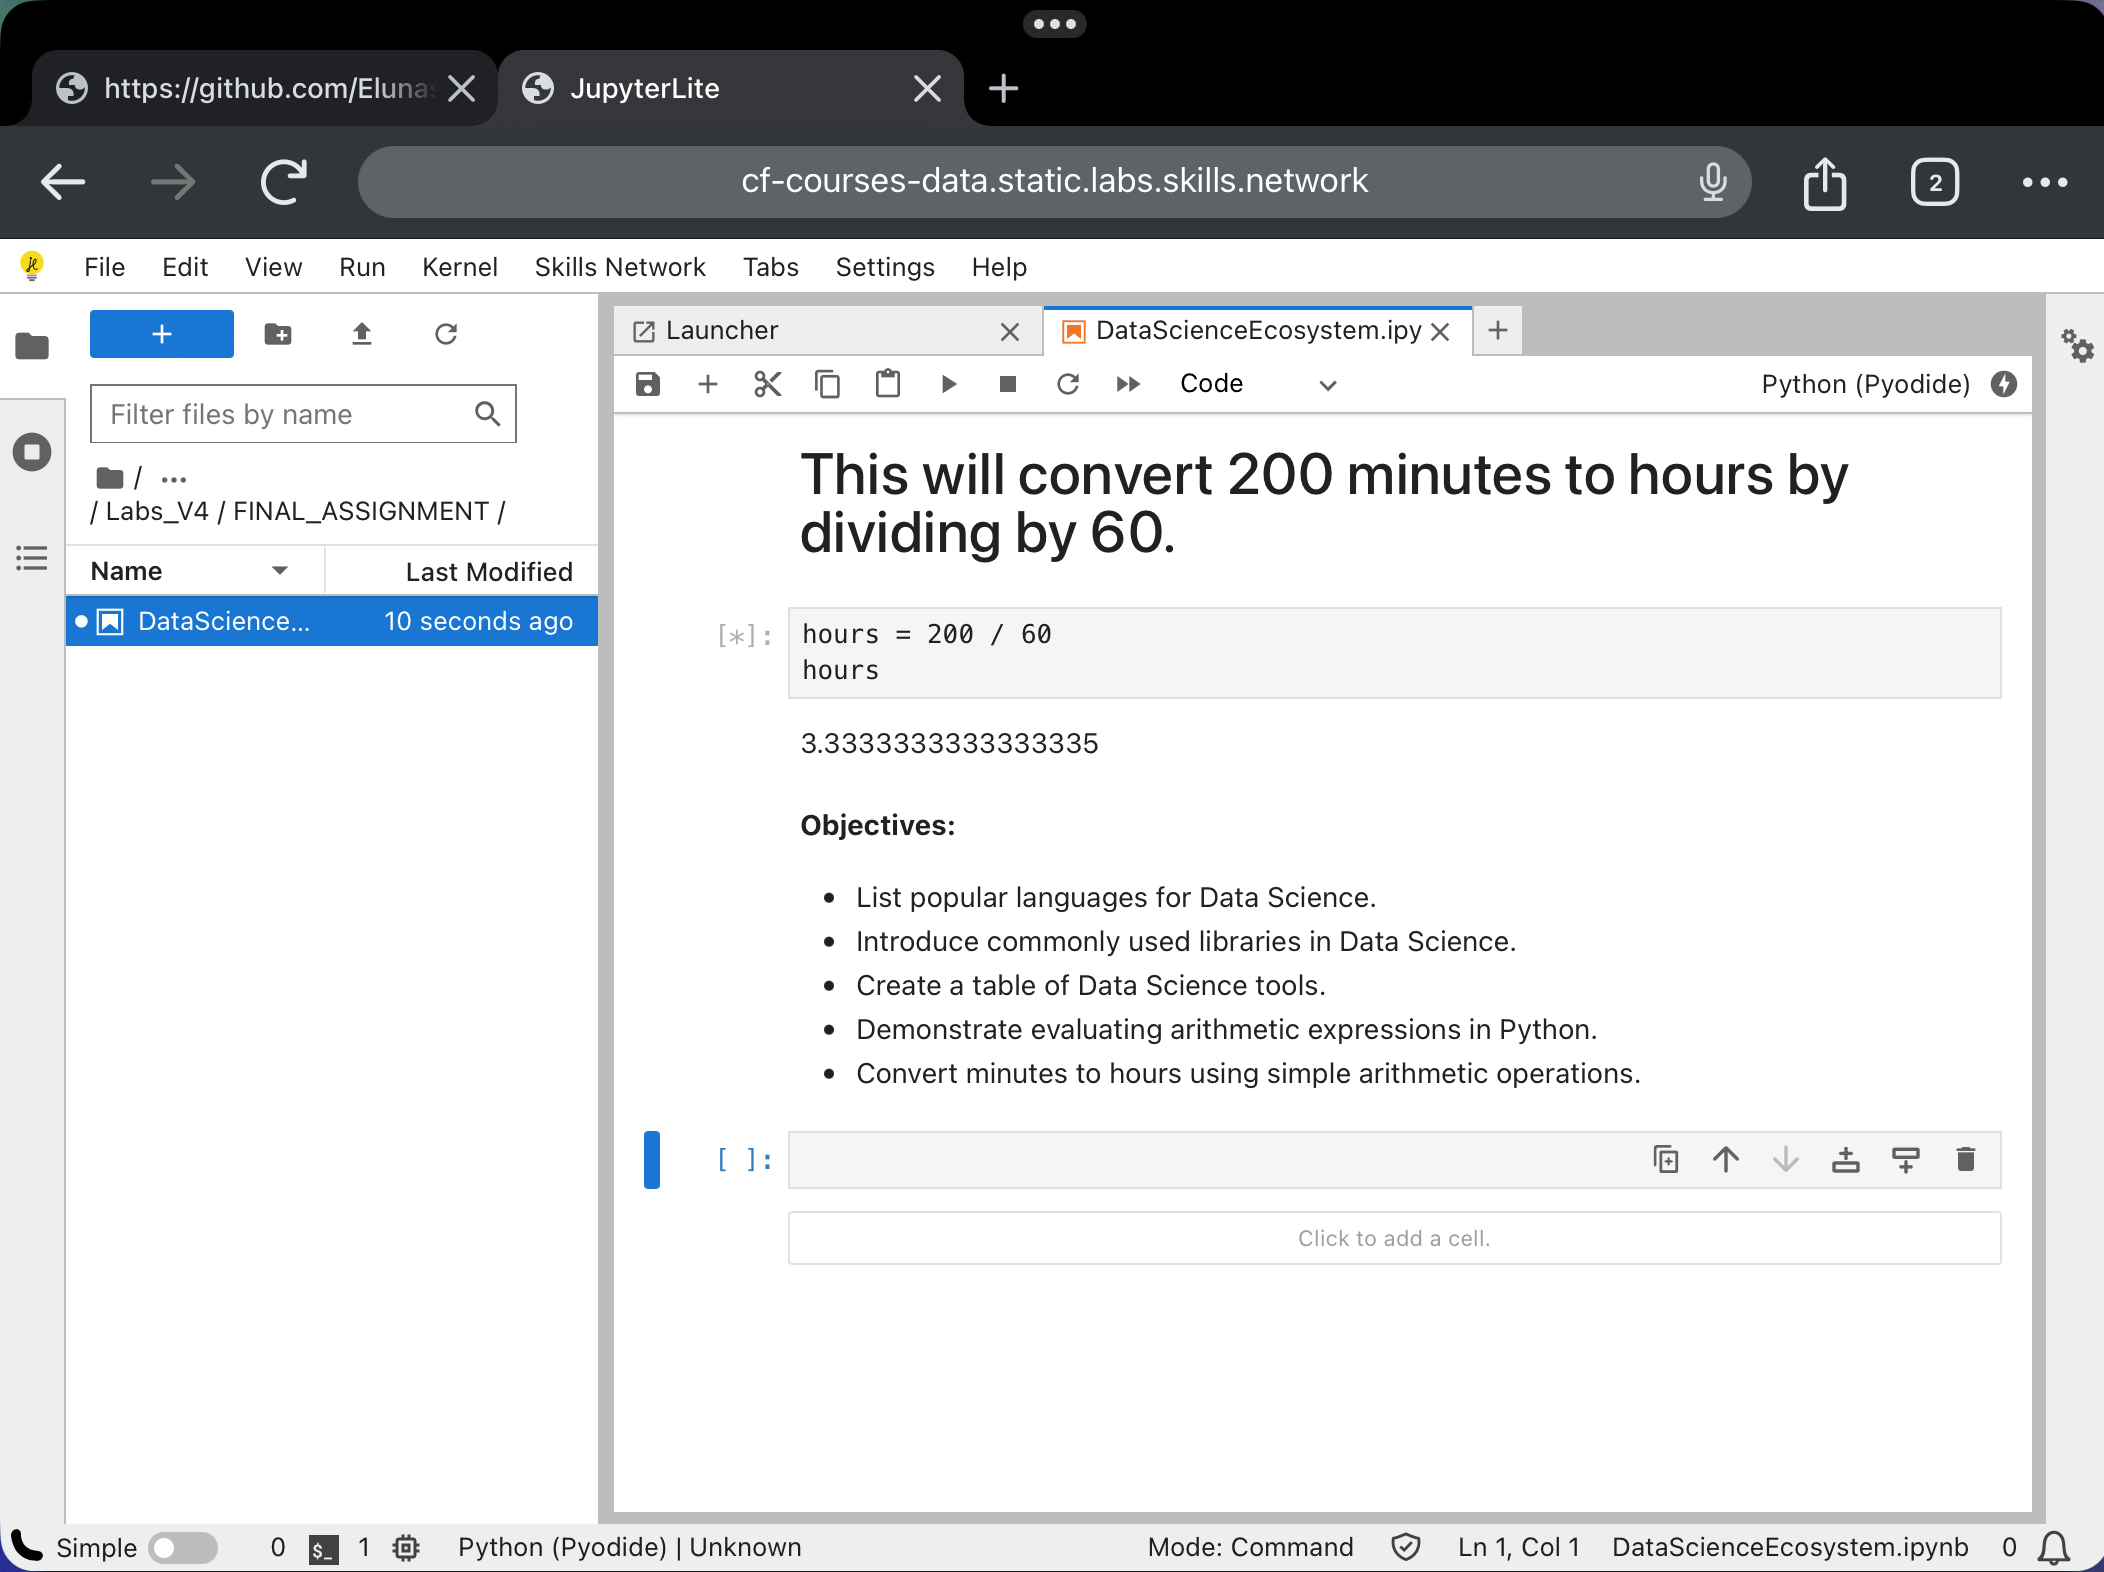 https://github.com/Eluna
JupyterLite
cf-courses-data.static.labs.skills.network
2
File Edit View Run Kernel Skills Network Tabs Settings Help
+
Filter files by name
/ ...
/ Labs_V4 / FINAL_ASSIGNMENT /
Name Last Modified
DataScience... 10 seconds ago
Launcher
DataScienceEcosystem.ipy
Code
Python (Pyodide)
This will convert 200 minutes to hours by
dividing by 60.
[*]:
hours = 200 / 60
hours
3.3333333333333335
Objectives:
• List popular languages for Data Science.
• Introduce commonly used libraries in Data Science.
• Create a table of Data Science tools.
• Demonstrate evaluating arithmetic expressions in Python.
• Convert minutes to hours using simple arithmetic operations.
[ ]:
Click to add a cell.
Simple 0 $_ 1 Python (Pyodide) | Unknown Mode: Command Ln 1, Col 1 DataScienceEcosystem.ipynb 0